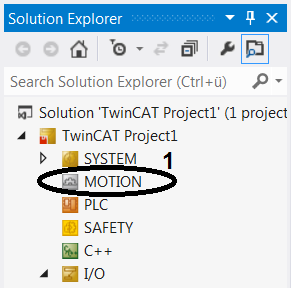 Solution Explorer
Search Solution Explorer (Ctrl+ü)
Solution 'TwinCAT Project1' (1 project
TwinCAT Project1
SYSTEM 1
MOTION
PLC
SAFETY
C++
I/O